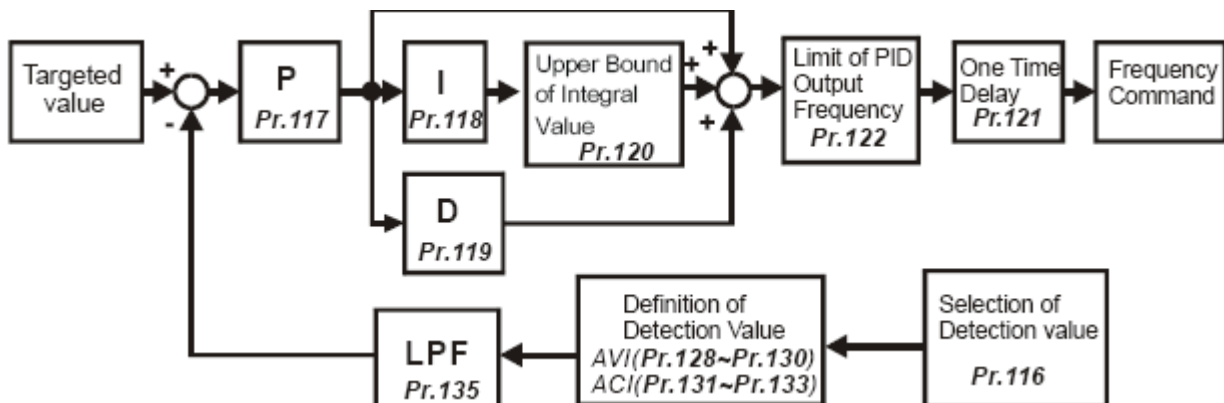 Targeted
value
+
-
P
Pr.117
I
Pr.118
Upper Bound
of Integral
Value
Pr.120
D
Pr.119
+
+
+
Limit of PID
Output
Frequency
Pr.122
One Time
Delay
Pr.121
Frequency
Command
LPF
Pr.135
Definition of
Detection Value
AVI(Pr.128~Pr.130)
ACI(Pr.131~Pr.133)
Selection of
Detection value
Pr.116